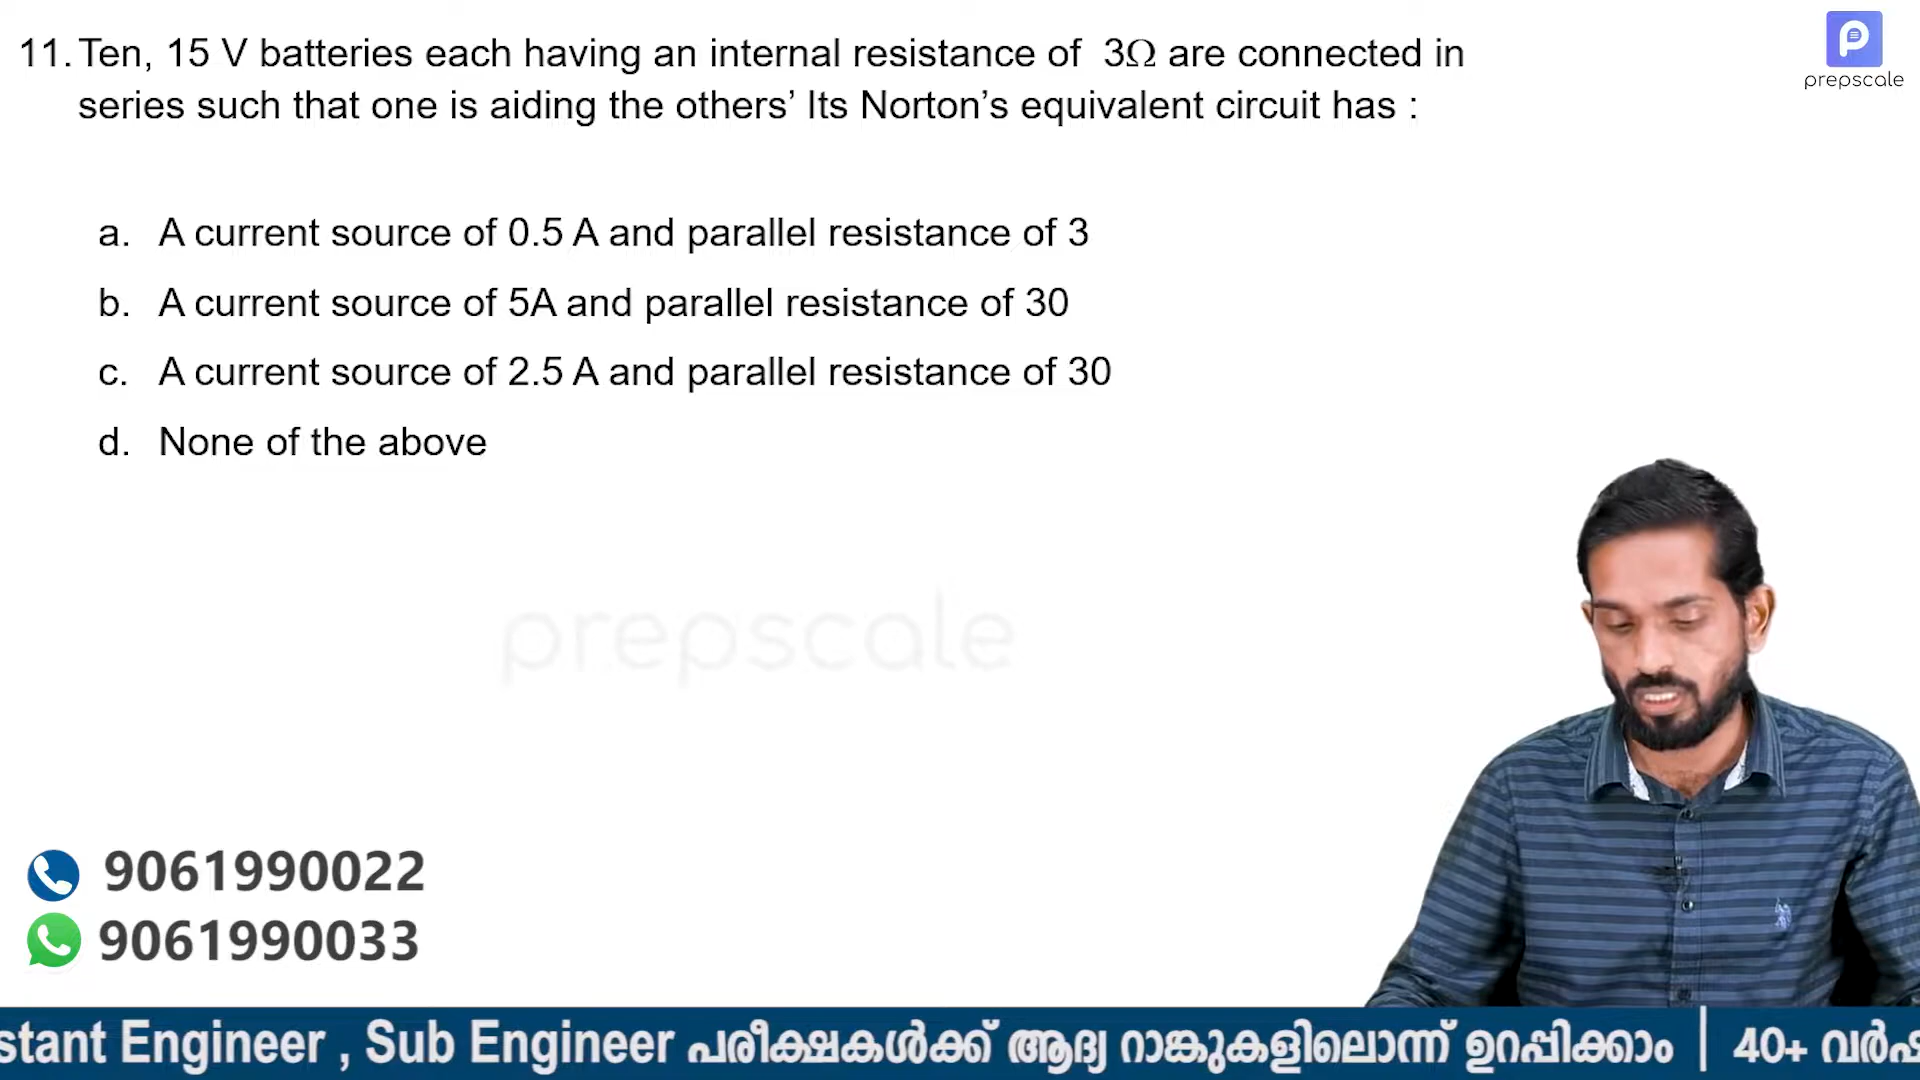 11. Ten, 15 V batteries each having an internal resistance of 3Ω are connected in
series such that one is aiding the others’ Its Norton’s equivalent circuit has :
a. A current source of 0.5 A and parallel resistance of 3
b. A current source of 5A and parallel resistance of 30
c. A current source of 2.5 A and parallel resistance of 30
d. None of the above
prepscale
prepscale
9061990022
9061990033
stant Engineer , Sub Engineer പരീക്ഷകൾക്ക് ആദ്യ റാങ്കുകളിലൊന്ന് ഉറപ്പിക്കാം | 40+ വർഷ